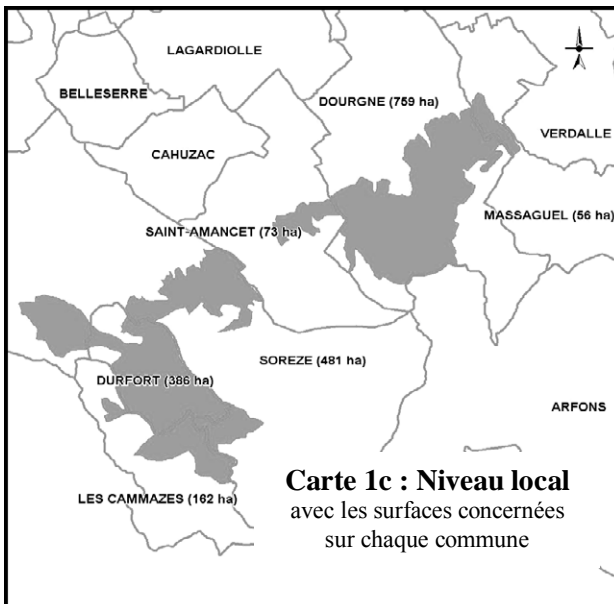 LAGARDIOLLE
BELLESERRE
DOURGNE (759 ha)
VERDALLE
CAHUZAC
MASSAGUEL (56 ha)
SAINT-AMANCET (73 ha)
SOREZE (481 ha)
DURFORT (386 ha)
ARFONS
LES CAMMAZES (162 ha)
Carte 1c : Niveau local
avec les surfaces concernées
sur chaque commune